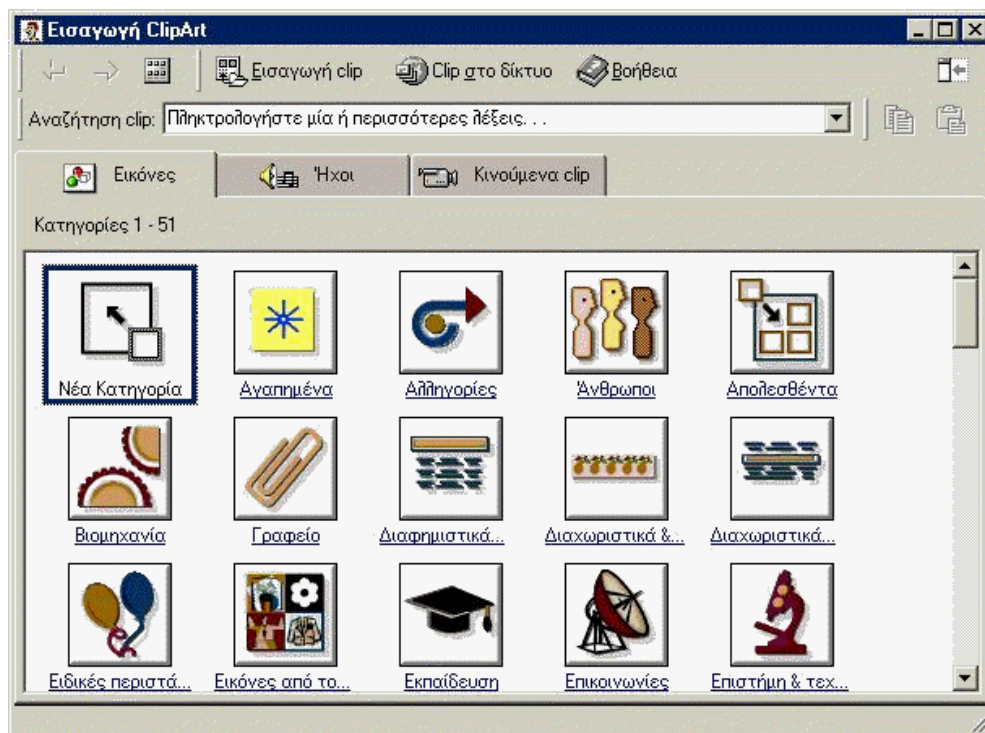 Εισαγωγή ClipArt
Εισαγωγή clip Clip στο δίκτυο Βοήθεια
Αναζήτηση clip: Πληκτρολογήστε μία ή περισσότερες λέξεις. . .
Εικόνες Ήχοι Κινούμενα clip
Κατηγορίες 1 - 51
Νέα Κατηγορία Αγαπημένα Αλληγορίες Άνθρωποι Απολεσθέντα
Βιομηχανία Γραφείο Διαφημιστικά... Διαχωριστικά &... Διαχωριστικά...
Ειδικές περιστά... Εικόνες από το... Εκπαίδευση Επικοινωνίες Επιστήμη & τεχ...